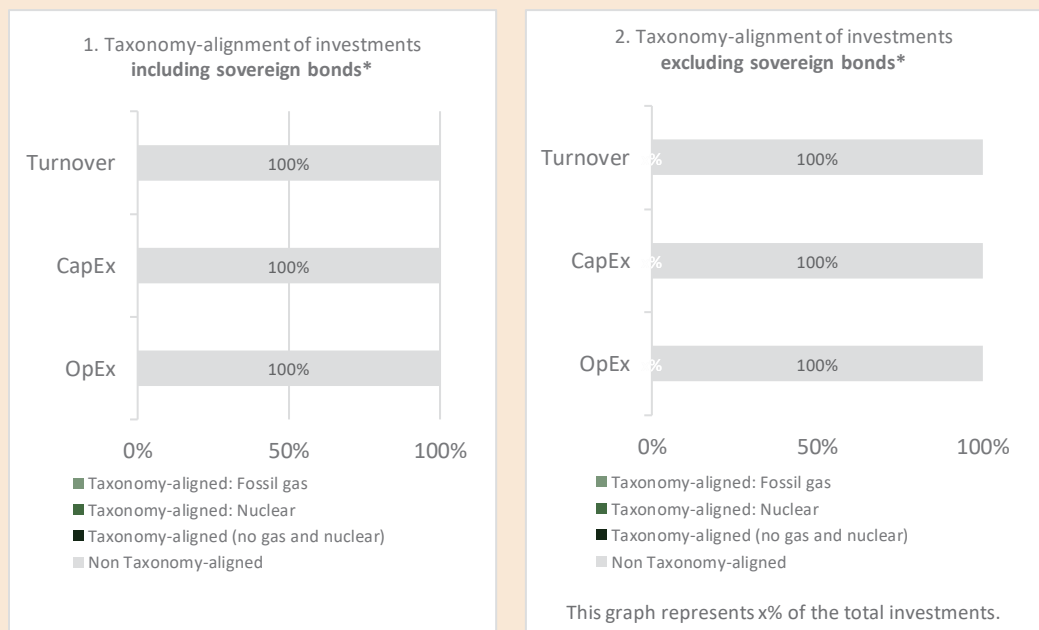 1. Taxonomy-alignment of investments
including sovereign bonds*
Turnover
100%
CapEx
100%
OpEx
100%
0%
50%
100%
Taxonomy-aligned: Fossil gas
Taxonomy-aligned: Nuclear
Taxonomy-aligned (no gas and nuclear)
Non Taxonomy-aligned
2. Taxonomy-alignment of investments
excluding sovereign bonds*
Turnover
100%
CapEx
100%
OpEx
100%
0%
50%
100%
Taxonomy-aligned: Fossil gas
Taxonomy-aligned: Nuclear
Taxonomy-aligned (no gas and nuclear)
Non Taxonomy-aligned
This graph represents x% of the total investments.